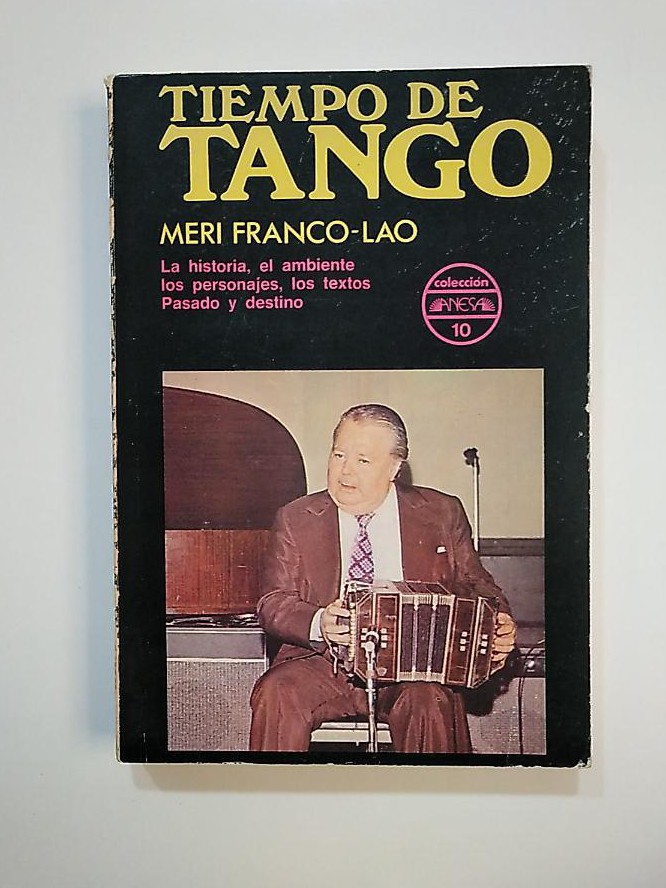 TIEMPO DE
TANGO
MERI FRANCO-LAO
La historia, el ambiente
los personajes, los textos
Pasado y destino
colección
ANESA
10